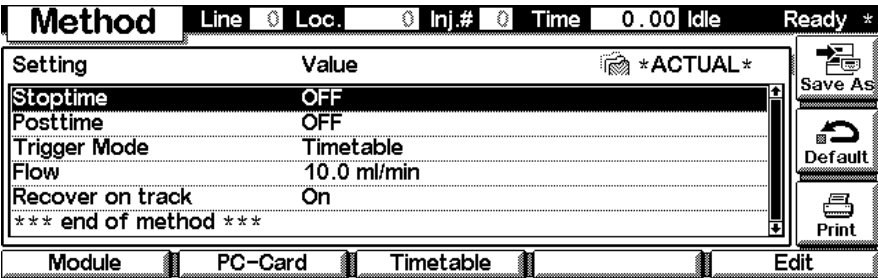 Method Line 0 Loc. 0 Inj.# 0 Time 0.00 Idle Ready *
Setting Value *ACTUAL*
Stoptime OFF
Posttime OFF
Trigger Mode Timetable
Flow 10.0 ml/min
Recover on track On
*** end of method ***
Save As
Default
Print
Module PC-Card Timetable Edit